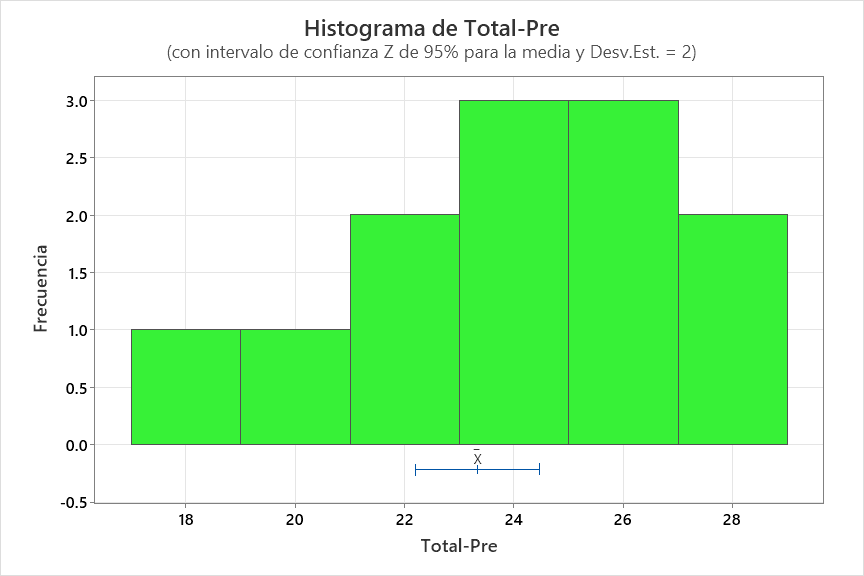 Histograma de Total-Pre
(con intervalo de confianza Z de 95% para la media y Desv.Est. = 2)
Frecuencia
3.0
2.5
2.0
1.5
1.0
0.5
0.0
-0.5
X̄
18 20 22 24 26 28
Total-Pre